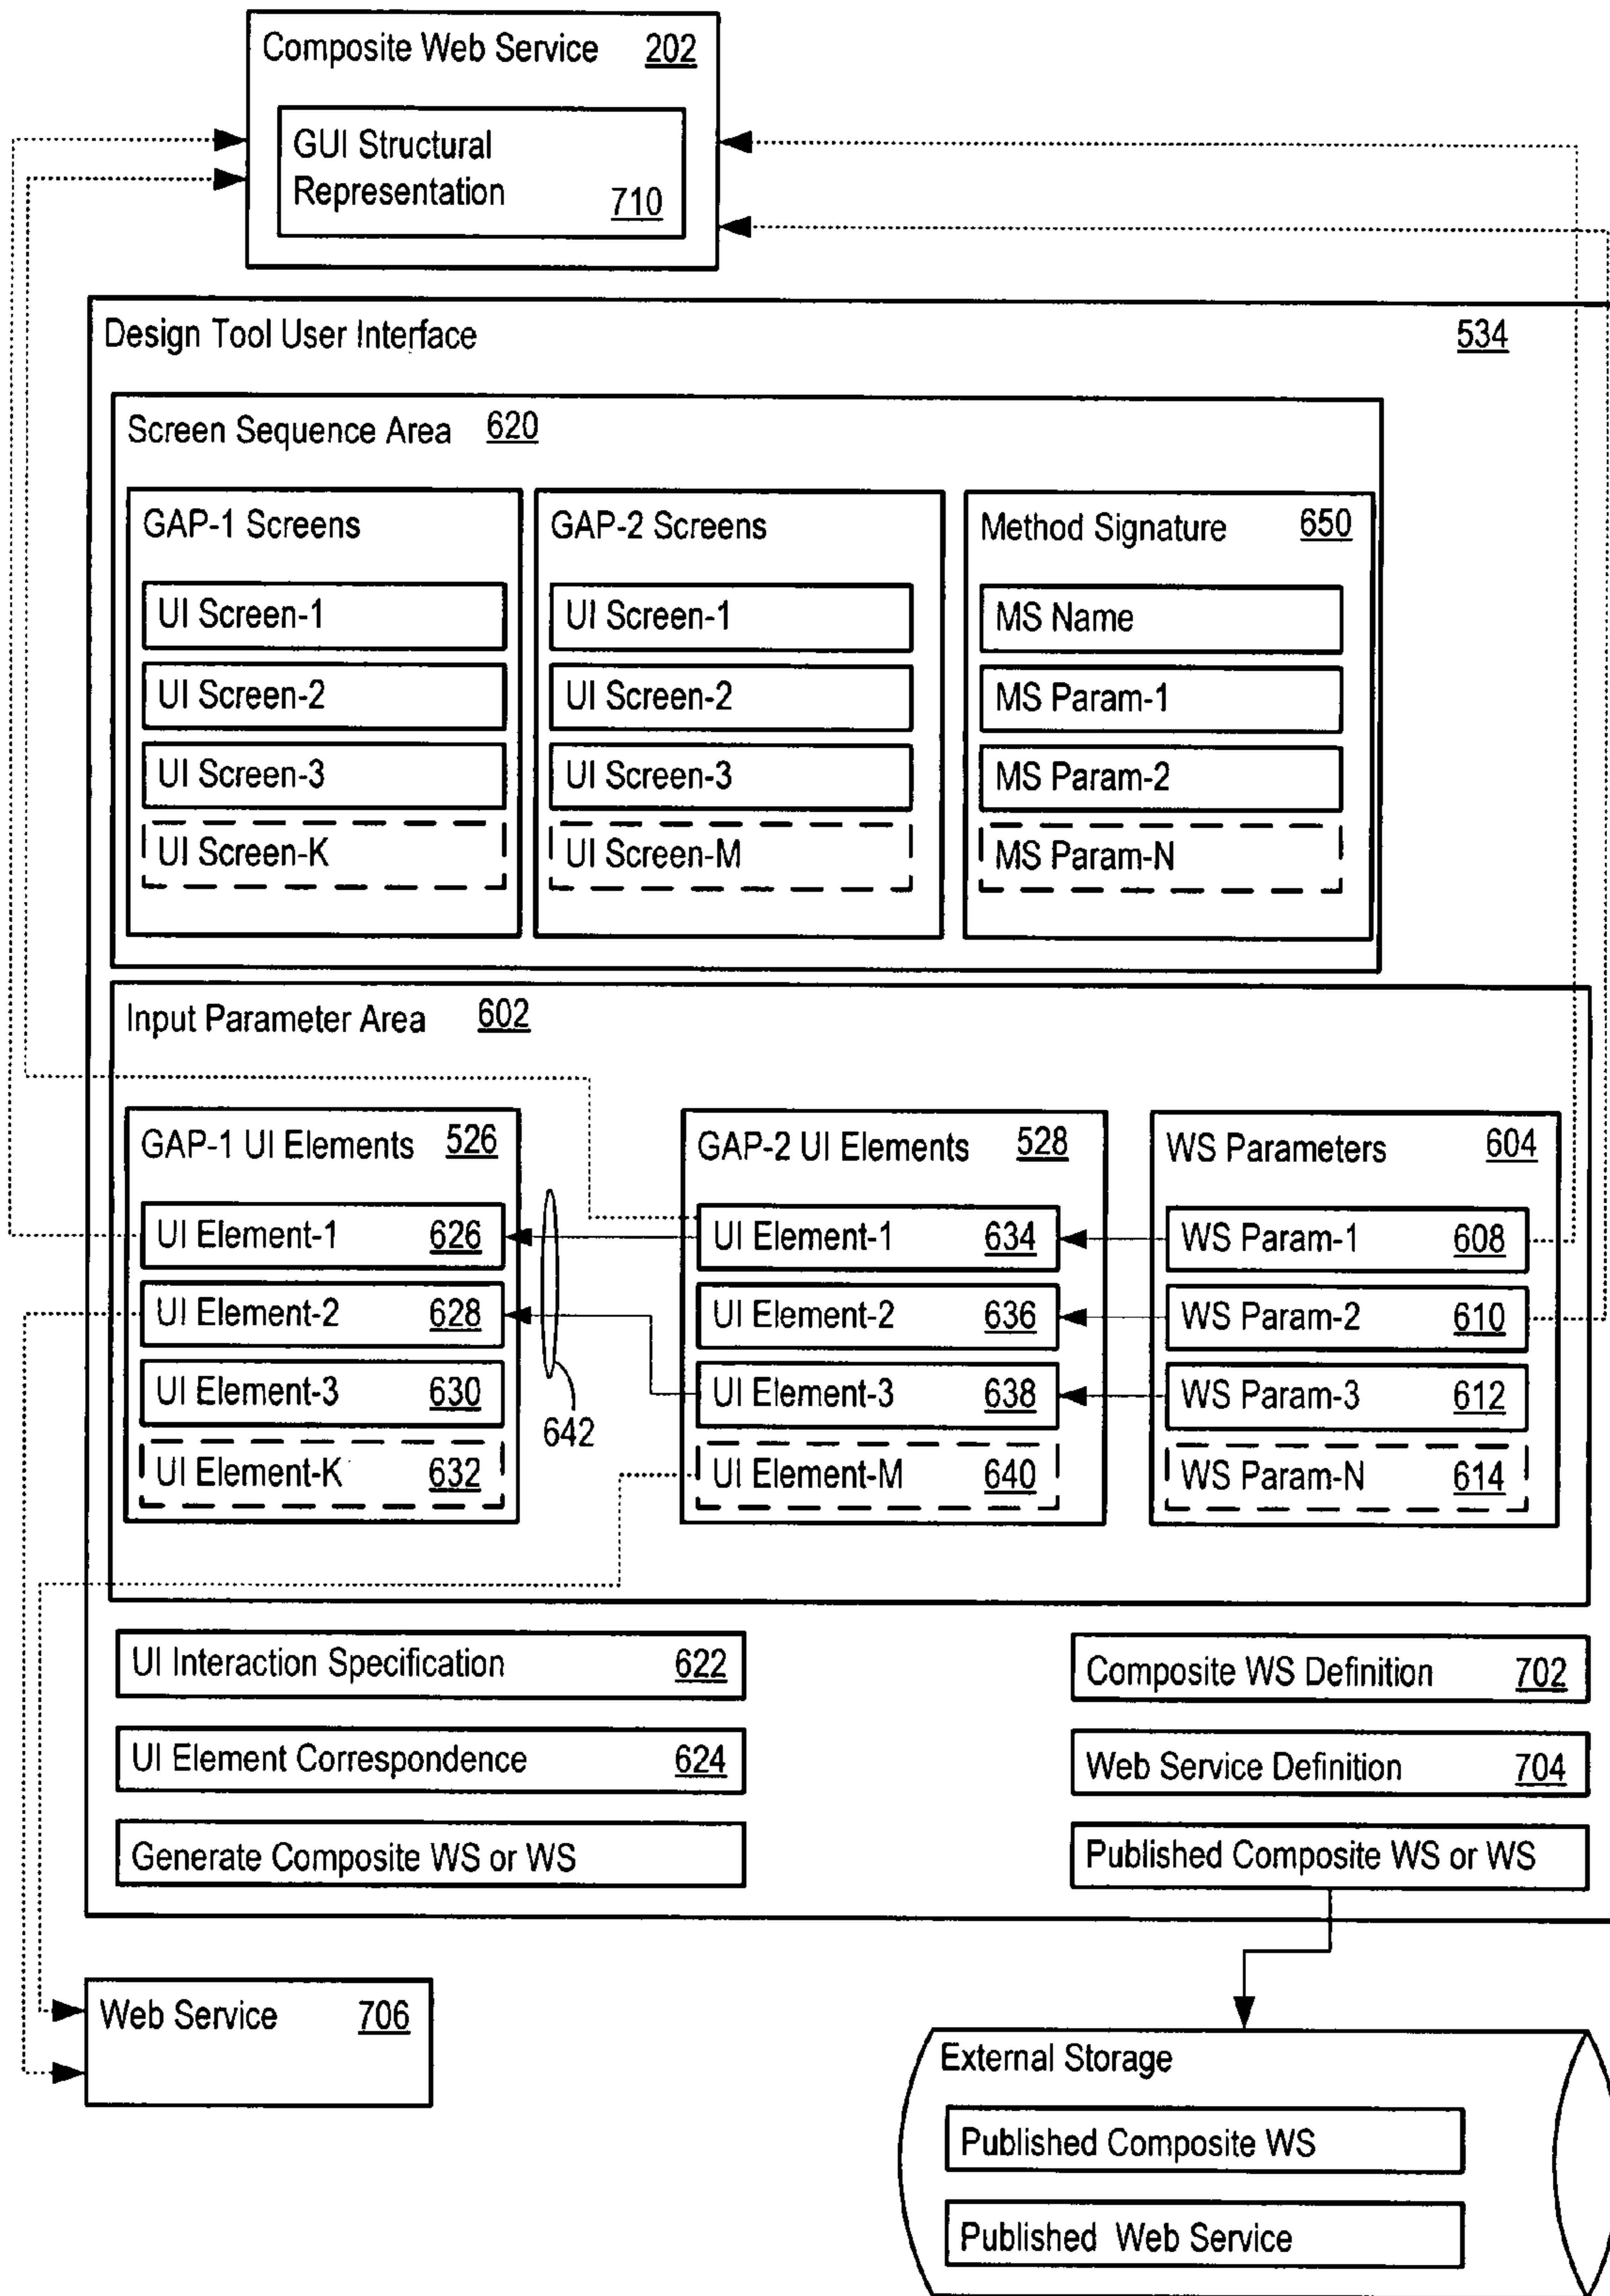 Composite Web Service 202
GUI Structural
Representation 710
Design Tool User Interface 534
Screen Sequence Area 620
GAP-1 Screens
UI Screen-1
UI Screen-2
UI Screen-3
UI Screen-K
GAP-2 Screens
UI Screen-1
UI Screen-2
UI Screen-3
UI Screen-M
Method Signature 650
MS Name
MS Param-1
MS Param-2
MS Param-N
Input Parameter Area 602
GAP-1 UI Elements 526
UI Element-1 626
UI Element-2 628
UI Element-3 630
UI Element-K 632
642
GAP-2 UI Elements 528
UI Element-1 634
UI Element-2 636
UI Element-3 638
UI Element-M 640
WS Parameters 604
WS Param-1 608
WS Param-2 610
WS Param-3 612
WS Param-N 614
UI Interaction Specification 622
UI Element Correspondence 624
Generate Composite WS or WS
Composite WS Definition 702
Web Service Definition 704
Published Composite WS or WS
Web Service 706
External Storage
Published Composite WS
Published Web Service